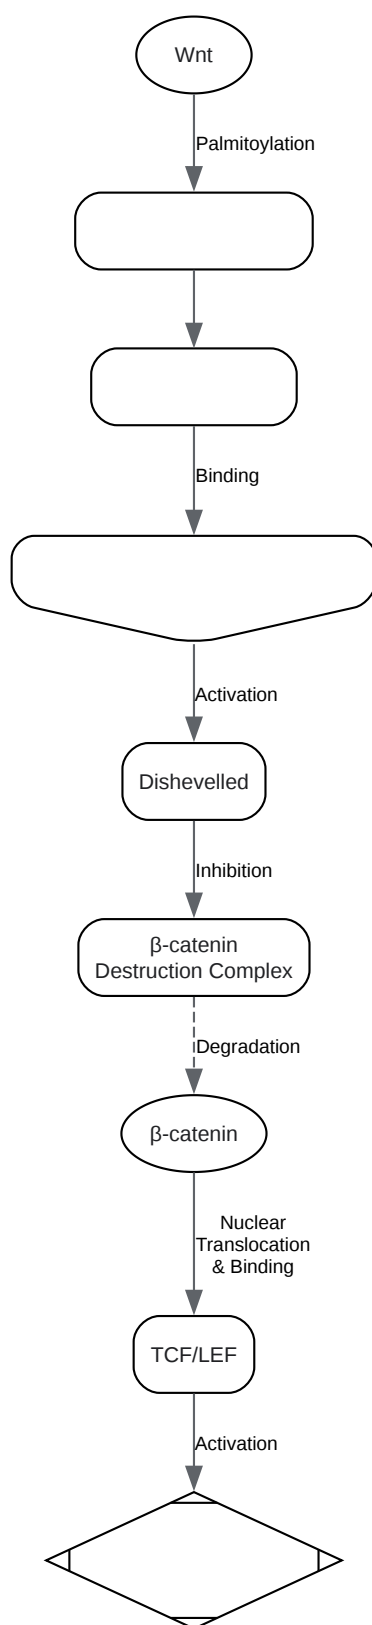 Wnt
Palmitoylation
Binding
Activation
Dishevelled
Inhibition
β-catenin
Destruction Complex
Degradation
β-catenin
Nuclear
Translocation
& Binding
TCF/LEF
Activation